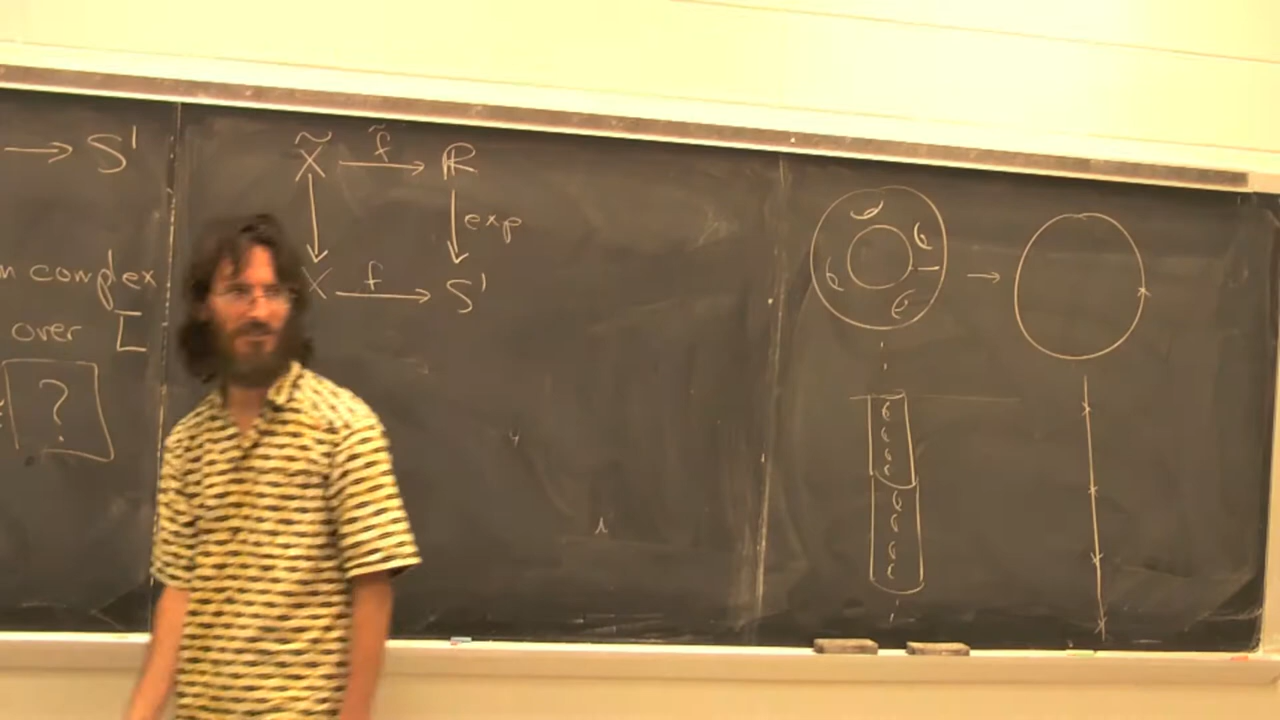 → S¹
complex
over I
?
X̃ f̃ → ℝ
↓ ↓ exp
X f → S¹
→